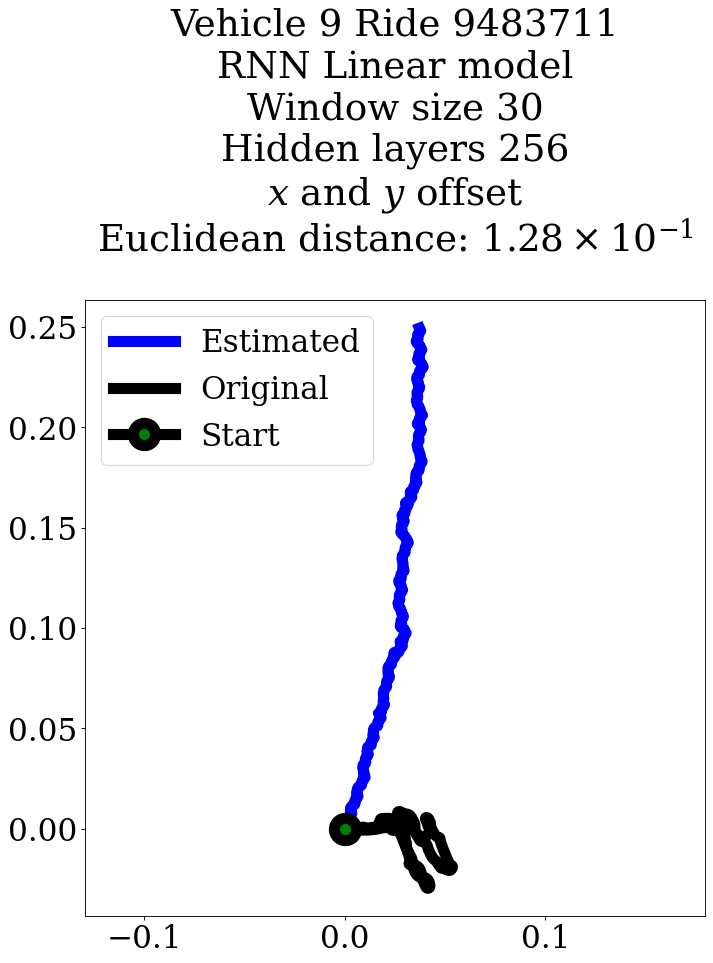 Vehicle 9 Ride 9483711
RNN Linear model
Window size 30
Hidden layers 256
x and y offset
Euclidean distance: 1.28 × 10⁻¹
Estimated
Original
Start
0.25
0.20
0.15
0.10
0.05
0.00
−0.1 0.0 0.1